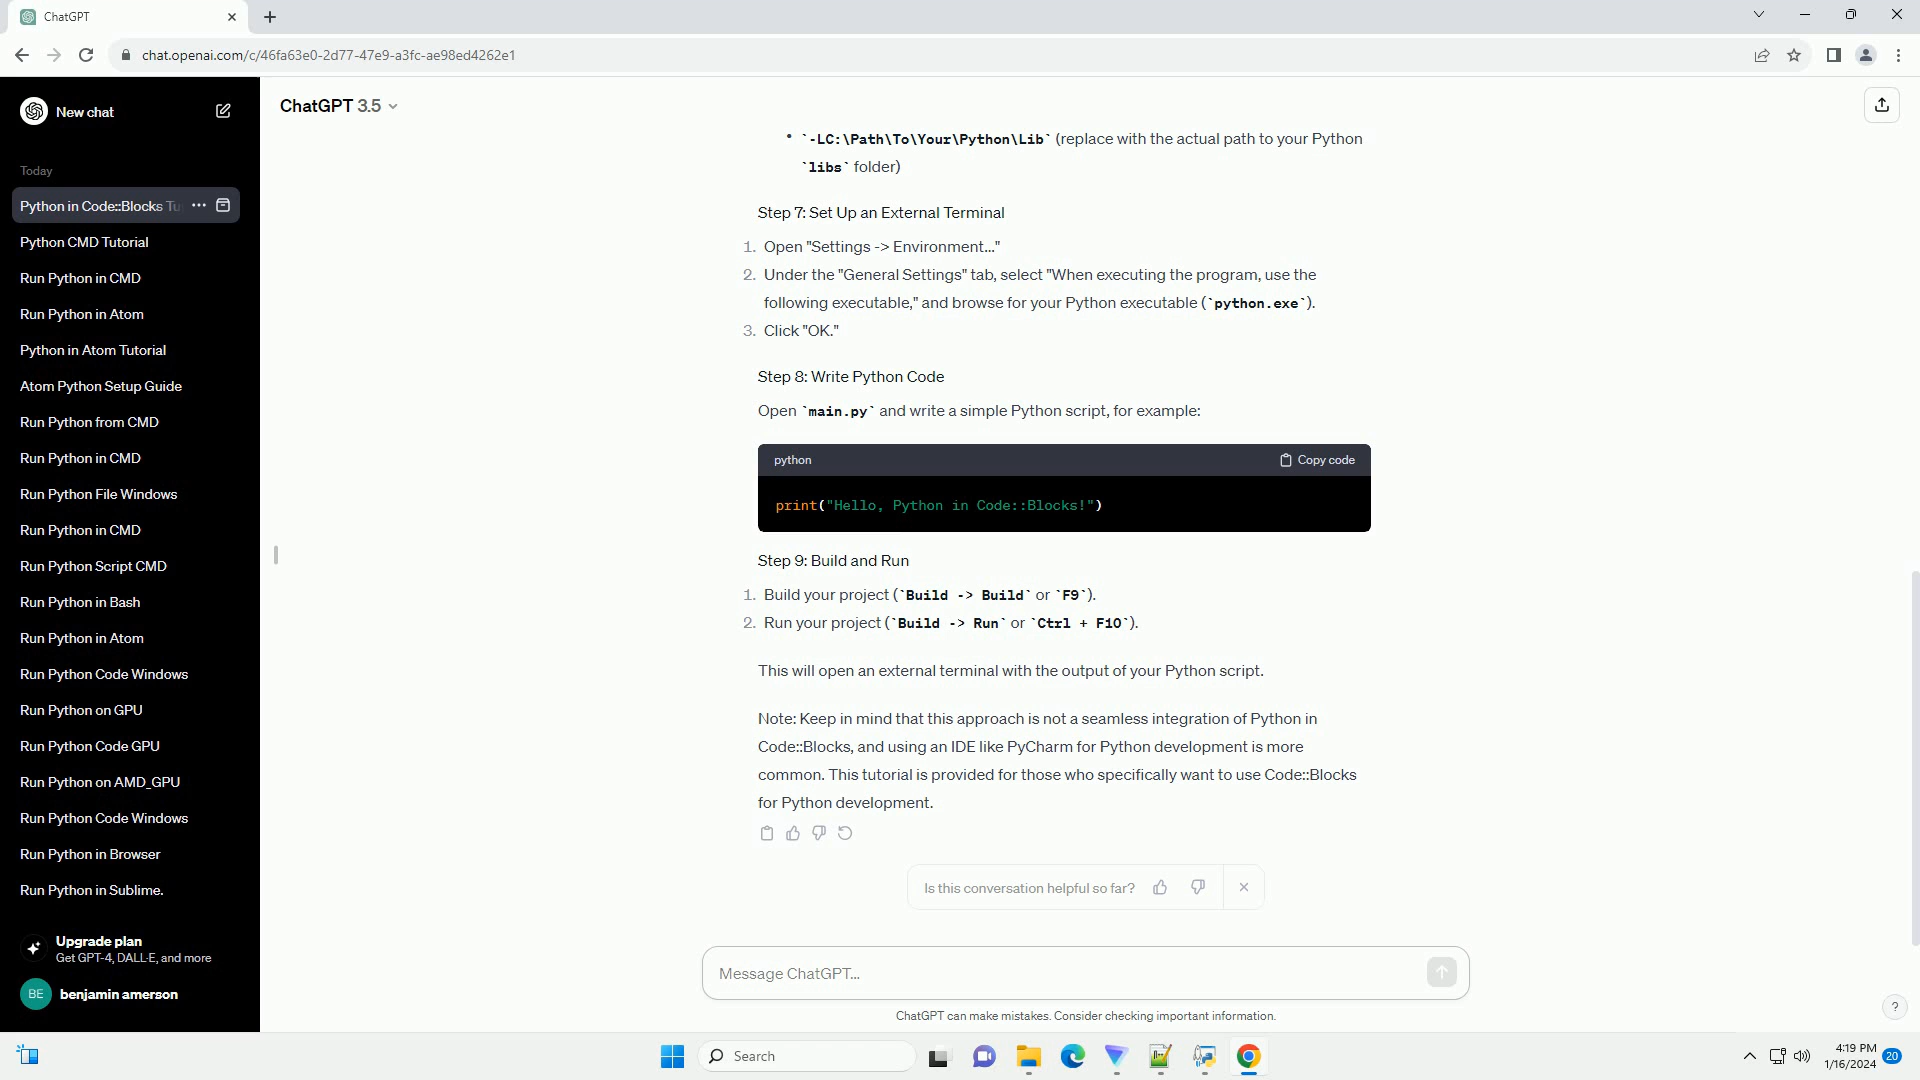 ChatGPT
chat.openai.com/c/46fa63e0-2d77-47e9-a3fc-ae98ed4262e1
New chat
Today
Python in Code::Blocks Tu
Python CMD Tutorial
Run Python in CMD
Run Python in Atom
Python in Atom Tutorial
Atom Python Setup Guide
Run Python from CMD
Run Python in CMD
Run Python File Windows
Run Python in CMD
Run Python Script CMD
Run Python in Bash
Run Python in Atom
Run Python Code Windows
Run Python on GPU
Run Python Code GPU
Run Python on AMD_GPU
Run Python Code Windows
Run Python in Browser
Run Python in Sublime.
Upgrade plan
Get GPT-4, DALL·E, and more
BE benjamin amerson
ChatGPT 3.5
• `-LC:\Path\To\Your\Python\Lib` (replace with the actual path to your Python
`libs` folder)
Step 7: Set Up an External Terminal
1. Open "Settings -> Environment..."
2. Under the "General Settings" tab, select "When executing the program, use the
following executable," and browse for your Python executable (`python.exe`).
3. Click "OK."
Step 8: Write Python Code
Open `main.py` and write a simple Python script, for example:
python Copy code
print("Hello, Python in Code::Blocks!")
Step 9: Build and Run
1. Build your project (`Build -> Build` or `F9`).
2. Run your project (`Build -> Run` or `Ctrl + F10`).
This will open an external terminal with the output of your Python script.
Note: Keep in mind that this approach is not a seamless integration of Python in
Code::Blocks, and using an IDE like PyCharm for Python development is more
common. This tutorial is provided for those who specifically want to use Code::Blocks
for Python development.
Is this conversation helpful so far?
Message ChatGPT...
ChatGPT can make mistakes. Consider checking important information.
?
Search
4:19 PM
1/16/2024
20